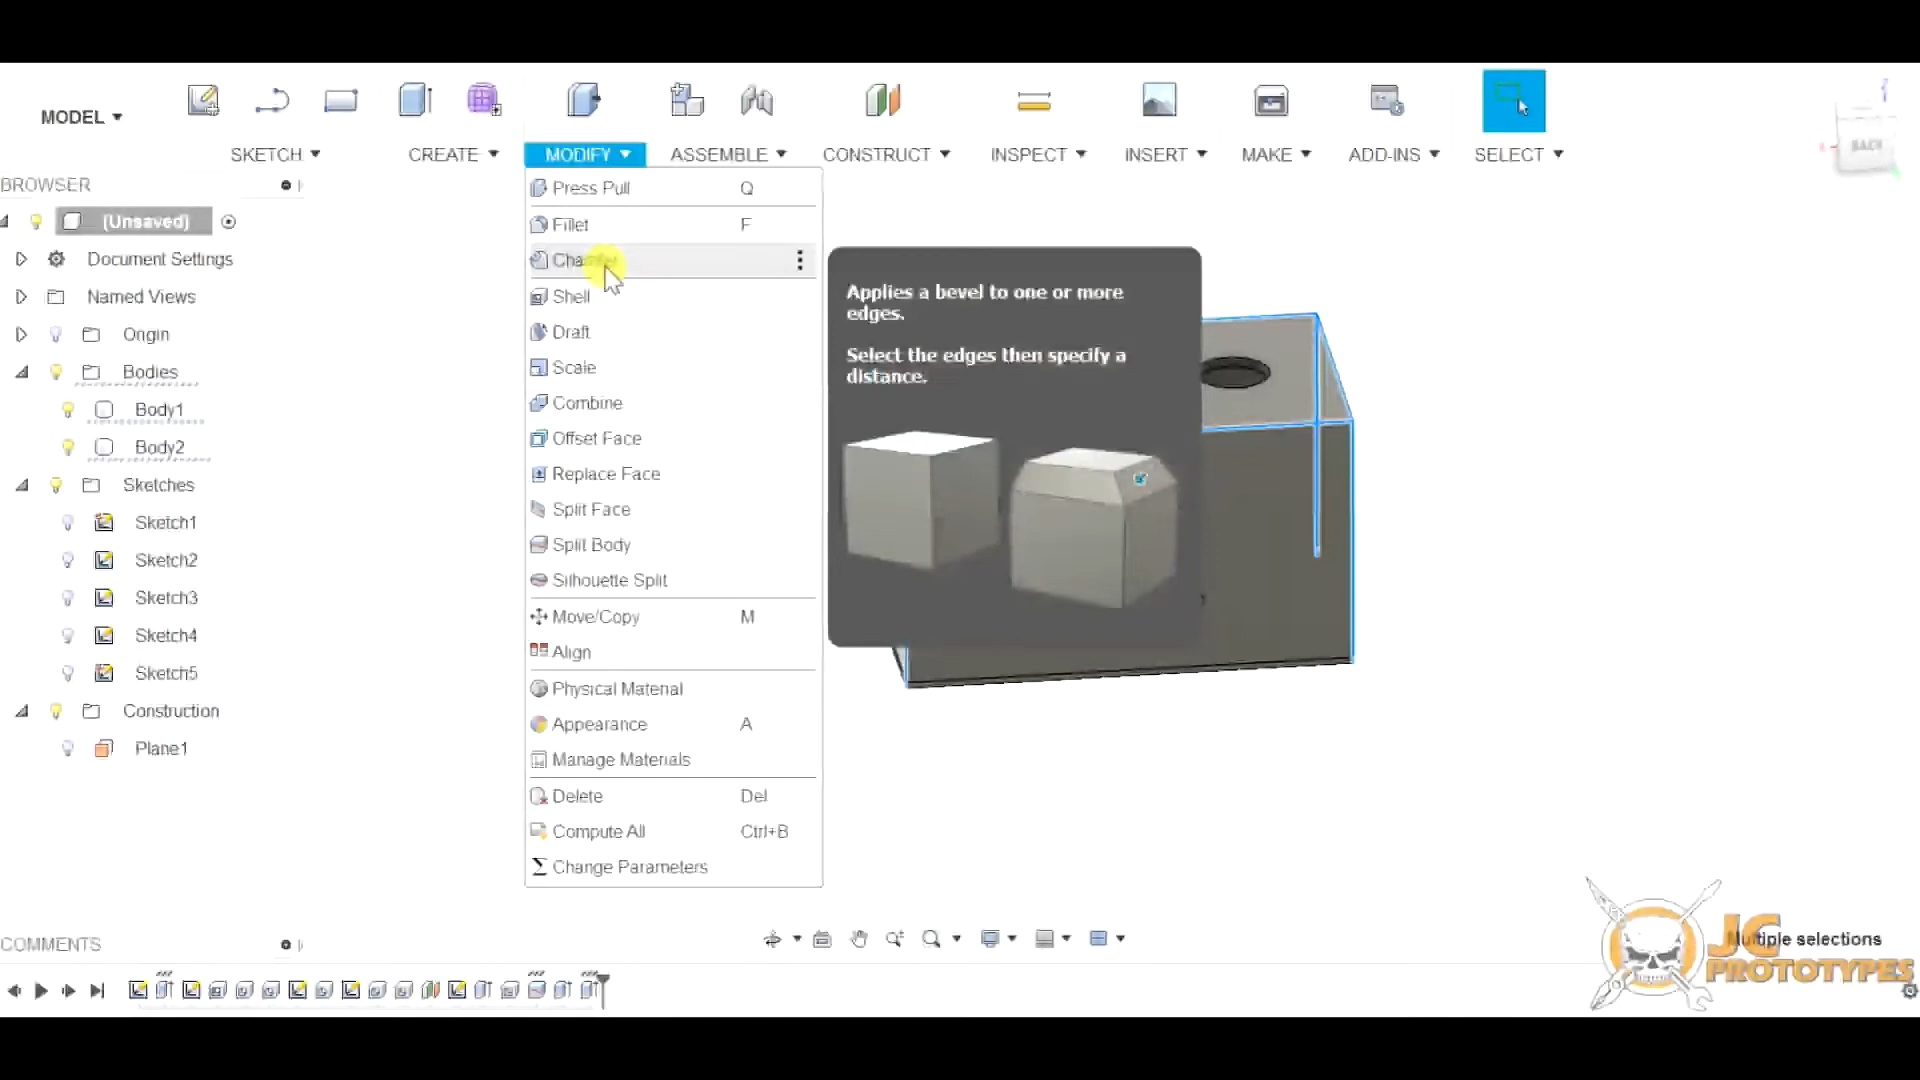 MODEL
SKETCH
CREATE
MODIFY
ASSEMBLE
CONSTRUCT
INSPECT
INSERT
MAKE
ADD-INS
SELECT
BACK
BROWSER
(Unsaved)
Document Settings
Named Views
Origin
Bodies
Body1
Body2
Sketches
Sketch1
Sketch2
Sketch3
Sketch4
Sketch5
Construction
Plane1
Press Pull Q
Fillet F
Chamfer
Shell
Draft
Scale
Combine
Offset Face
Replace Face
Split Face
Split Body
Silhouette Split
Move/Copy M
Align
Physical Material
Appearance A
Manage Materials
Delete Del
Compute All Ctrl+B
Change Parameters
Applies a bevel to one or more
edges.
Select the edges then specify a
distance.
COMMENTS
Multiple selections
JC
PROTOTYPES